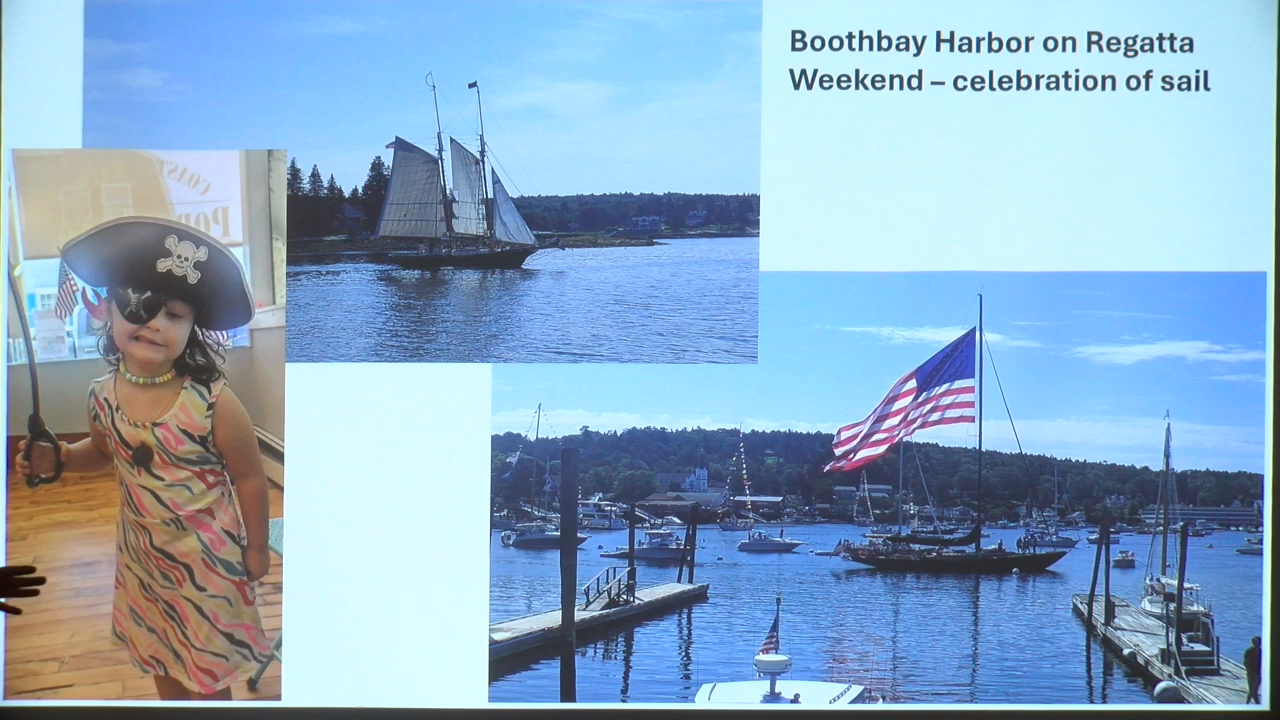 Boothbay Harbor on Regatta
Weekend – celebration of sail